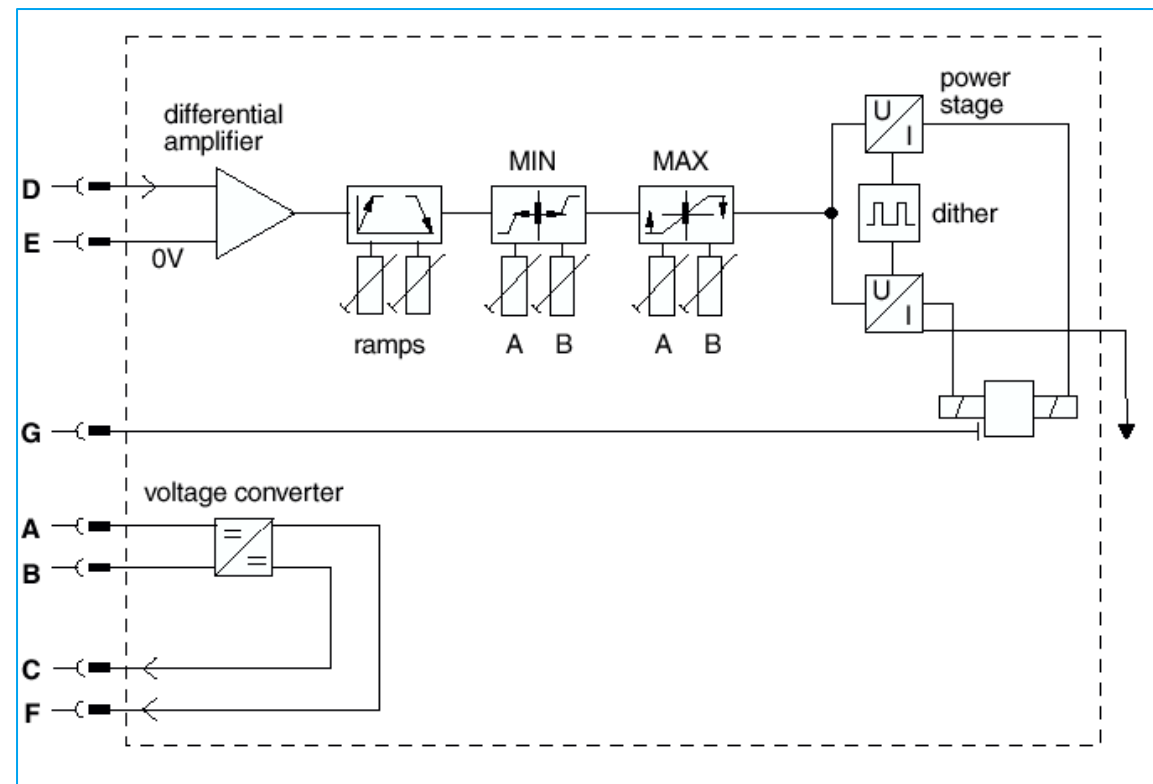 differential
amplifier
power
stage
MIN
MAX
U
I
D
dither
E
0V
U
I
ramps
A B
A B
G
voltage converter
A
=
=
B
C
F